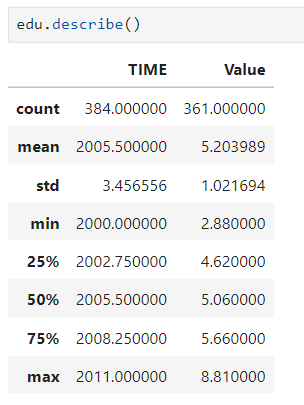 edu.describe()
TIME Value
count 384.000000 361.000000
mean 2005.500000 5.203989
std 3.456556 1.021694
min 2000.000000 2.880000
25% 2002.750000 4.620000
50% 2005.500000 5.060000
75% 2008.250000 5.660000
max 2011.000000 8.810000